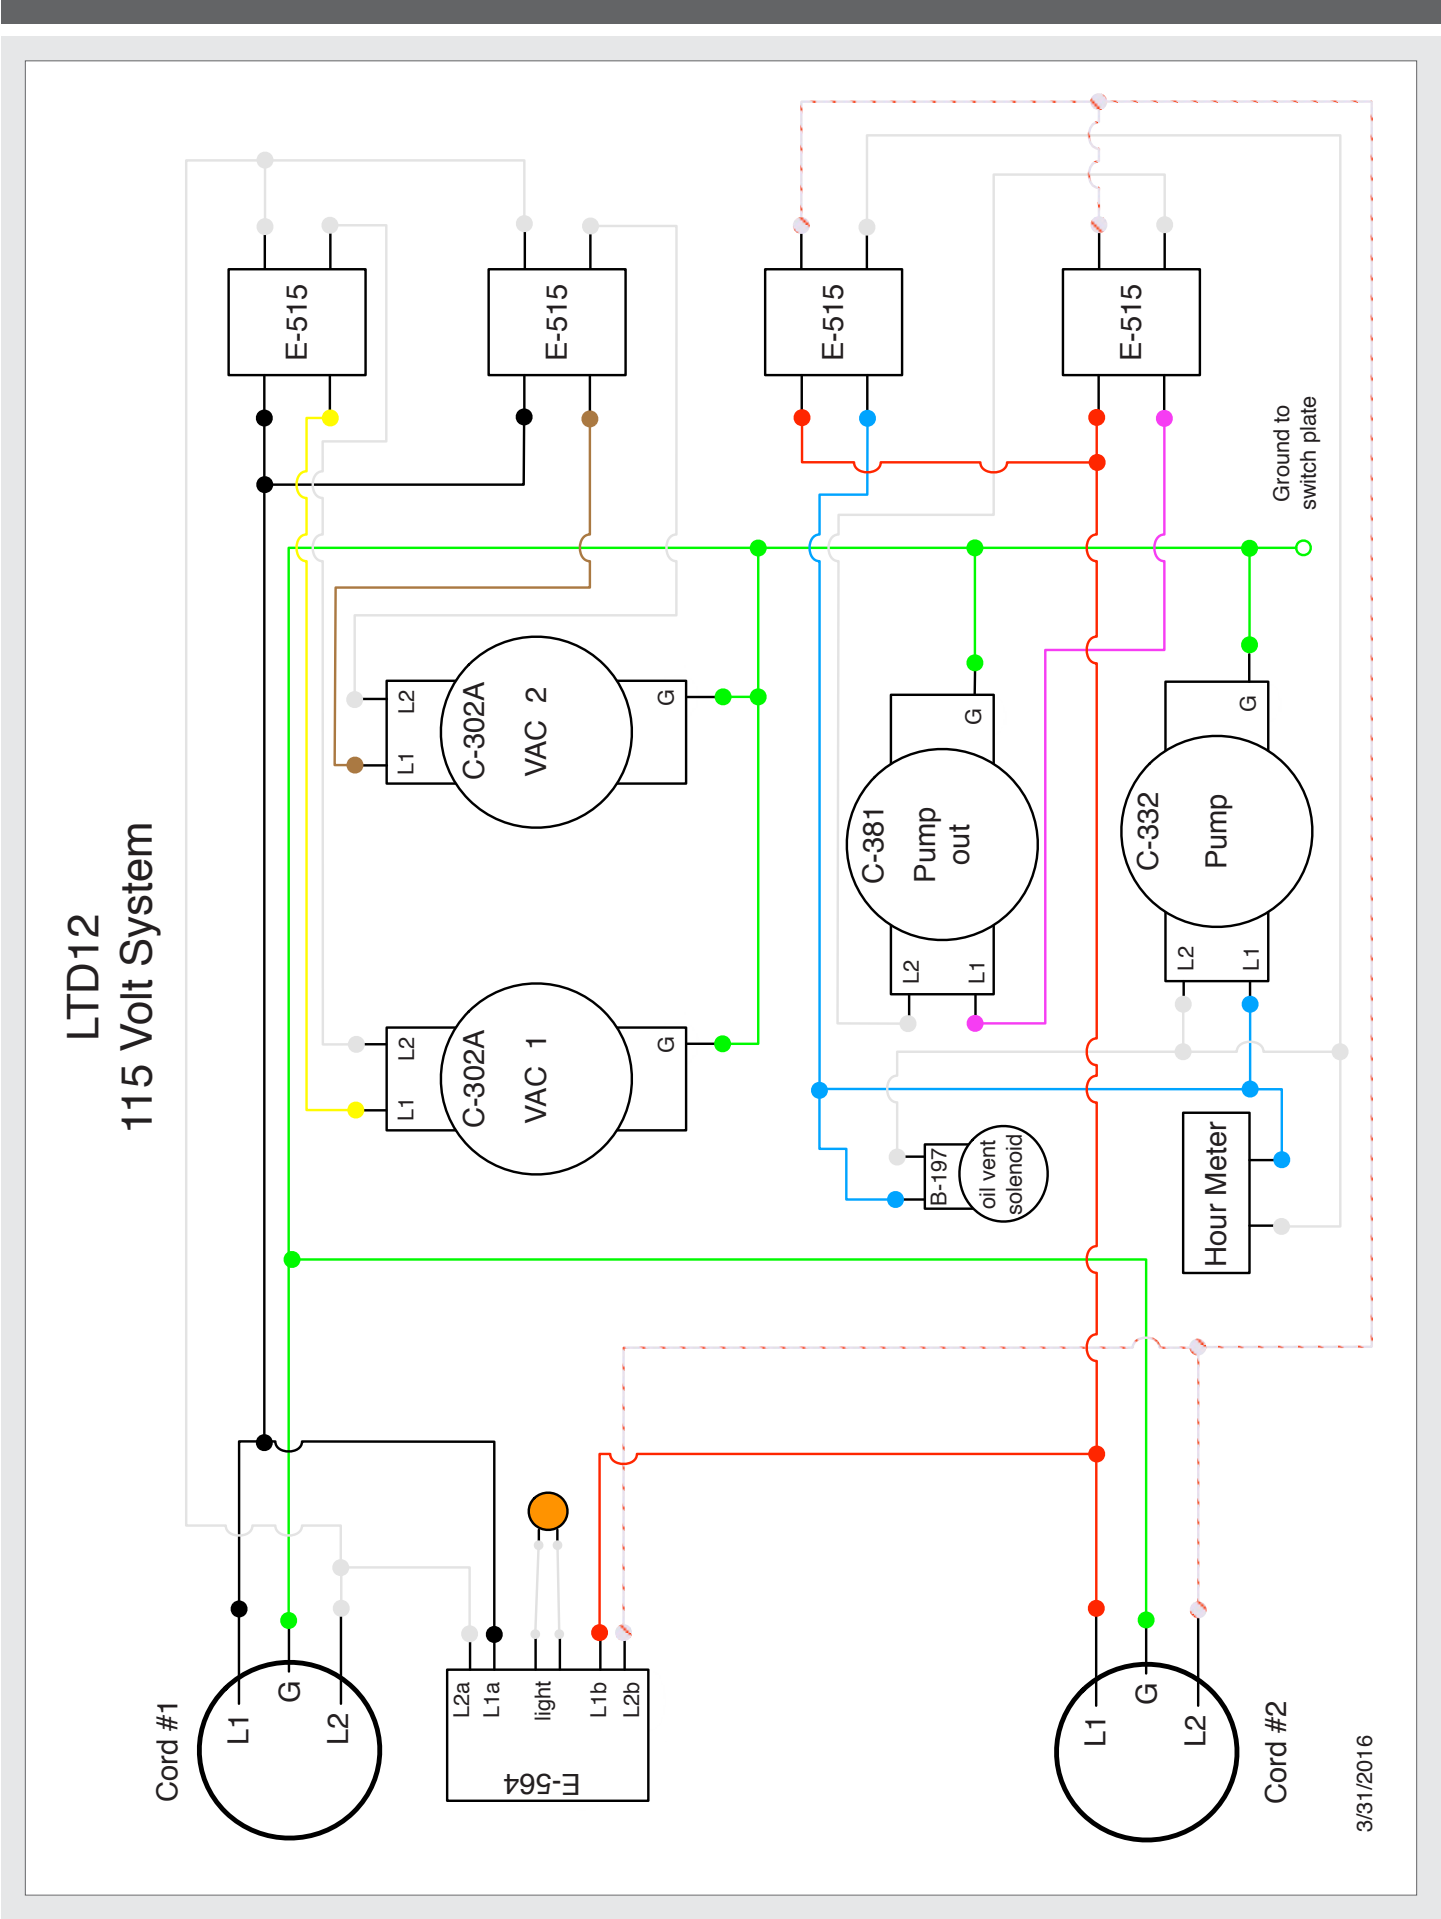 LTD12
115 Volt System
E-515
E-515
E-515
E-515
Ground to
switch plate
L2
L1
C-302A
VAC 2
G
L2
L1
C-302A
VAC 1
G
C-381
Pump
out
G
L2
L1
C-332
Pump
G
L2
L1
B-197
oil vent
solenoid
Hour Meter
Cord #1
L1
G
L2
L2a
L1a
light
L1b
L2b
E-564
Cord #2
L1
G
L2
3/31/2016